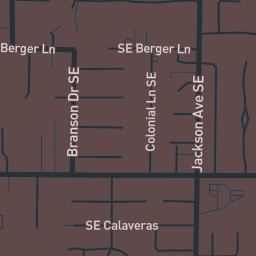 Berger Ln
SE Berger Ln
Branson Dr SE
Colonial Ln SE
Jackson Ave SE
SE Calaveras